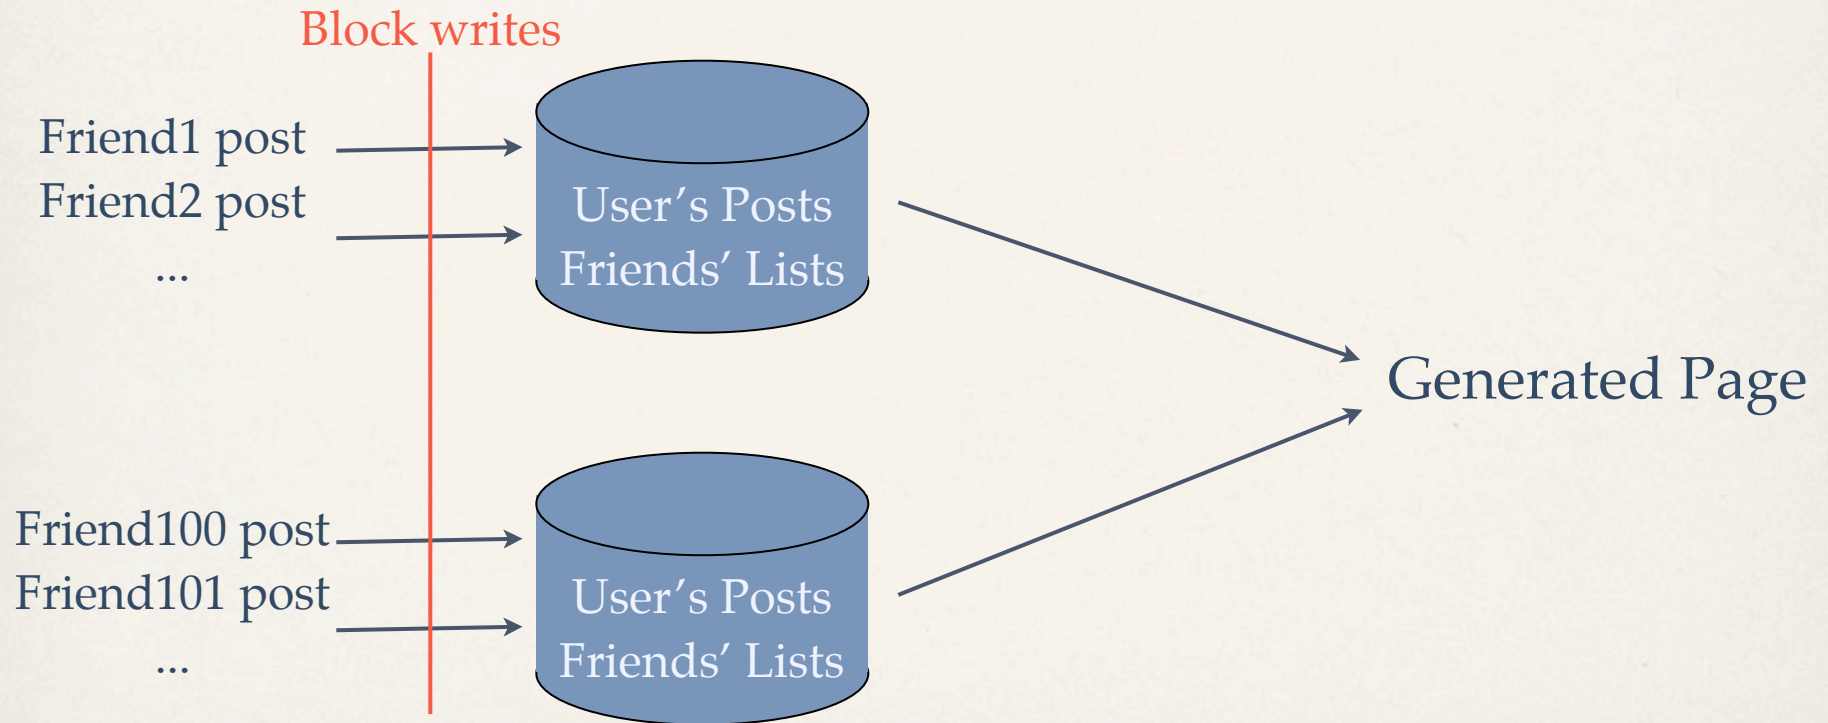 Block writes
Friend1 post
Friend2 post
...
User’s Posts
Friends’ Lists
Generated Page
Friend100 post
Friend101 post
...
User’s Posts
Friends’ Lists